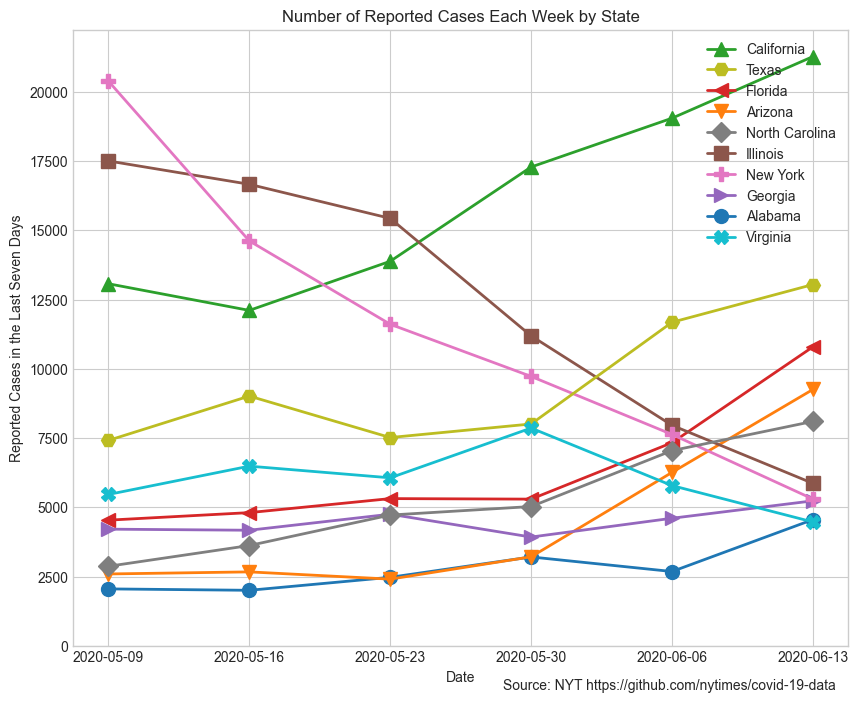 Number of Reported Cases Each Week by State
California
Texas
Florida
Arizona
North Carolina
Illinois
New York
Georgia
Alabama
Virginia
Reported Cases in the Last Seven Days
20000
17500
15000
12500
10000
7500
5000
2500
0
2020-05-09 2020-05-16 2020-05-23 2020-05-30 2020-06-06 2020-06-13
Date
Source: NYT https://github.com/nytimes/covid-19-data